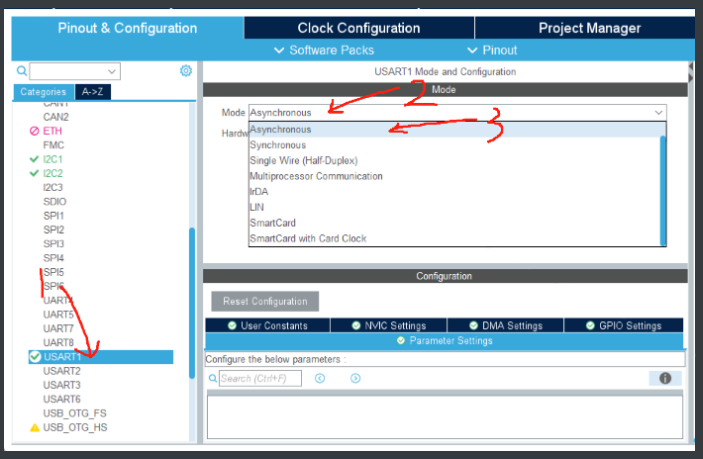 Pinout & Configuration
Clock Configuration
Project Manager
Software Packs
Pinout
USART1 Mode and Configuration
Categories
A->Z
CAN1
CAN2
ETH
FMC
I2C1
I2C2
I2C3
SDIO
SPI1
SPI2
SPI3
SPI4
SPI5
SPI6
UART4
UART5
UART7
UART8
USART1
USART2
USART3
USART6
USB_OTG_FS
USB_OTG_HS
1
Mode
2
Mode Asynchronous
Hardw
Asynchronous
3
Synchronous
Single Wire (Half-Duplex)
Multiprocessor Communication
IrDA
LIN
SmartCard
SmartCard with Card Clock
Configuration
Reset Configuration
User Constants
NVIC Settings
DMA Settings
GPIO Settings
Parameter Settings
Configure the below parameters :
Search (Ctrl+F)